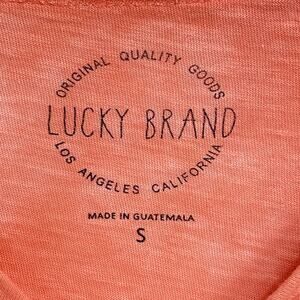 ORIGINAL QUALITY GOODS
LUCKY BRAND
LOS ANGELES CALIFORNIA
MADE IN GUATEMALA
S